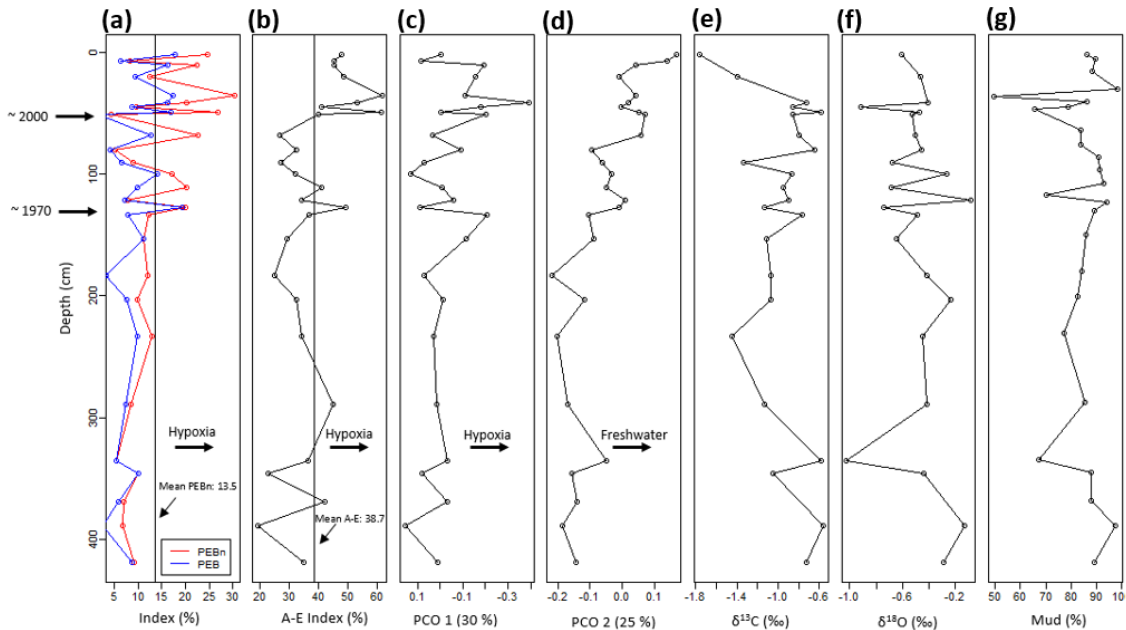 (a) (b) (c) (d) (e) (f) (g)
0
~ 2000
100
~ 1970
200
Depth (cm)
300
400
Hypoxia Hypoxia Hypoxia Freshwater
Mean PEBn: 13.5
Mean A-E: 38.7
PEBn
PEB
5 10 15 20 25 30
20 30 40 50 60
0.1 -0.1 -0.3
-0.2 -0.1 0.0 0.1
-1.8 -1.4 -1.0 -0.6
-1.0 -0.6 -0.2
50 60 70 80 90 100
Index (%) A-E Index (%) PCO 1 (30 %) PCO 2 (25 %) δ¹³C (‰) δ¹⁸O (‰) Mud (%)